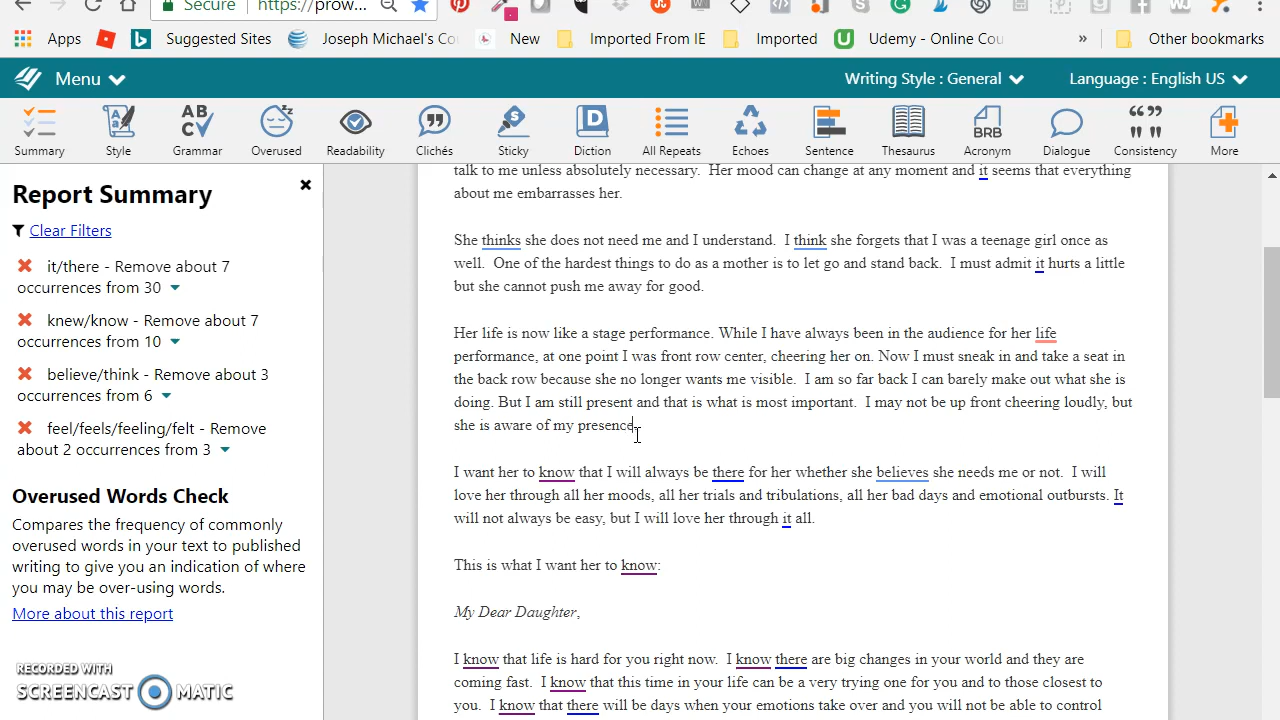 Secure https://prow...
Apps Suggested Sites Joseph Michael's Co New Imported From IE Imported Udemy - Online Cou » Other bookmarks
Menu Writing Style : General Language : English US
Summary Style Grammar Overused Readability Clichés Sticky Diction All Repeats Echoes Sentence Thesaurus Acronym Dialogue Consistency More
Report Summary
Clear Filters
it/there - Remove about 7
occurrences from 30
knew/know - Remove about 7
occurrences from 10
believe/think - Remove about 3
occurrences from 6
feel/feels/feeling/felt - Remove
about 2 occurrences from 3
Overused Words Check
Compares the frequency of commonly
overused words in your text to published
writing to give you an indication of where
you may be over-using words.
More about this report
RECORDED WITH
SCREENCAST MATIC
talk to me unless absolutely necessary. Her mood can change at any moment and it seems that everything
about me embarrasses her.
She thinks she does not need me and I understand. I think she forgets that I was a teenage girl once as
well. One of the hardest things to do as a mother is to let go and stand back. I must admit it hurts a little
but she cannot push me away for good.
Her life is now like a stage performance. While I have always been in the audience for her life
performance, at one point I was front row center, cheering her on. Now I must sneak in and take a seat in
the back row because she no longer wants me visible. I am so far back I can barely make out what she is
doing. But I am still present and that is what is most important. I may not be up front cheering loudly, but
she is aware of my presence.
I want her to know that I will always be there for her whether she believes she needs me or not. I will
love her through all her moods, all her trials and tribulations, all her bad days and emotional outbursts. It
will not always be easy, but I will love her through it all.
This is what I want her to know:
My Dear Daughter,
I know that life is hard for you right now. I know there are big changes in your world and they are
coming fast. I know that this time in your life can be a very trying one for you and to those closest to
you. I know that there will be days when your emotions take over and you will not be able to control